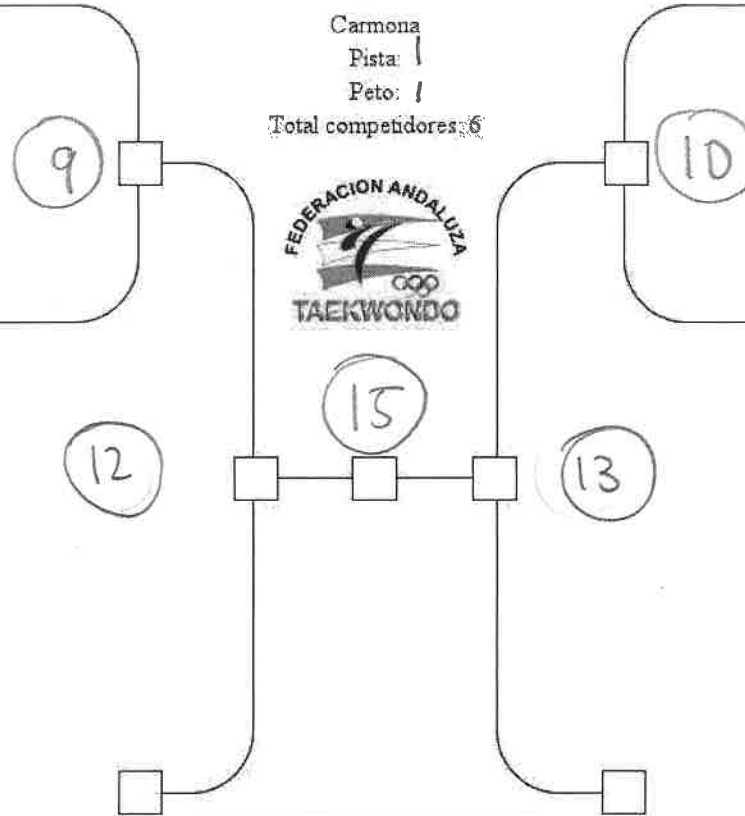 Carmona
Pista: 1
Peto: 1
Total competidores: 6
9
10
FEDERACION ANDALUZA
TAEKWONDO
15
12
13